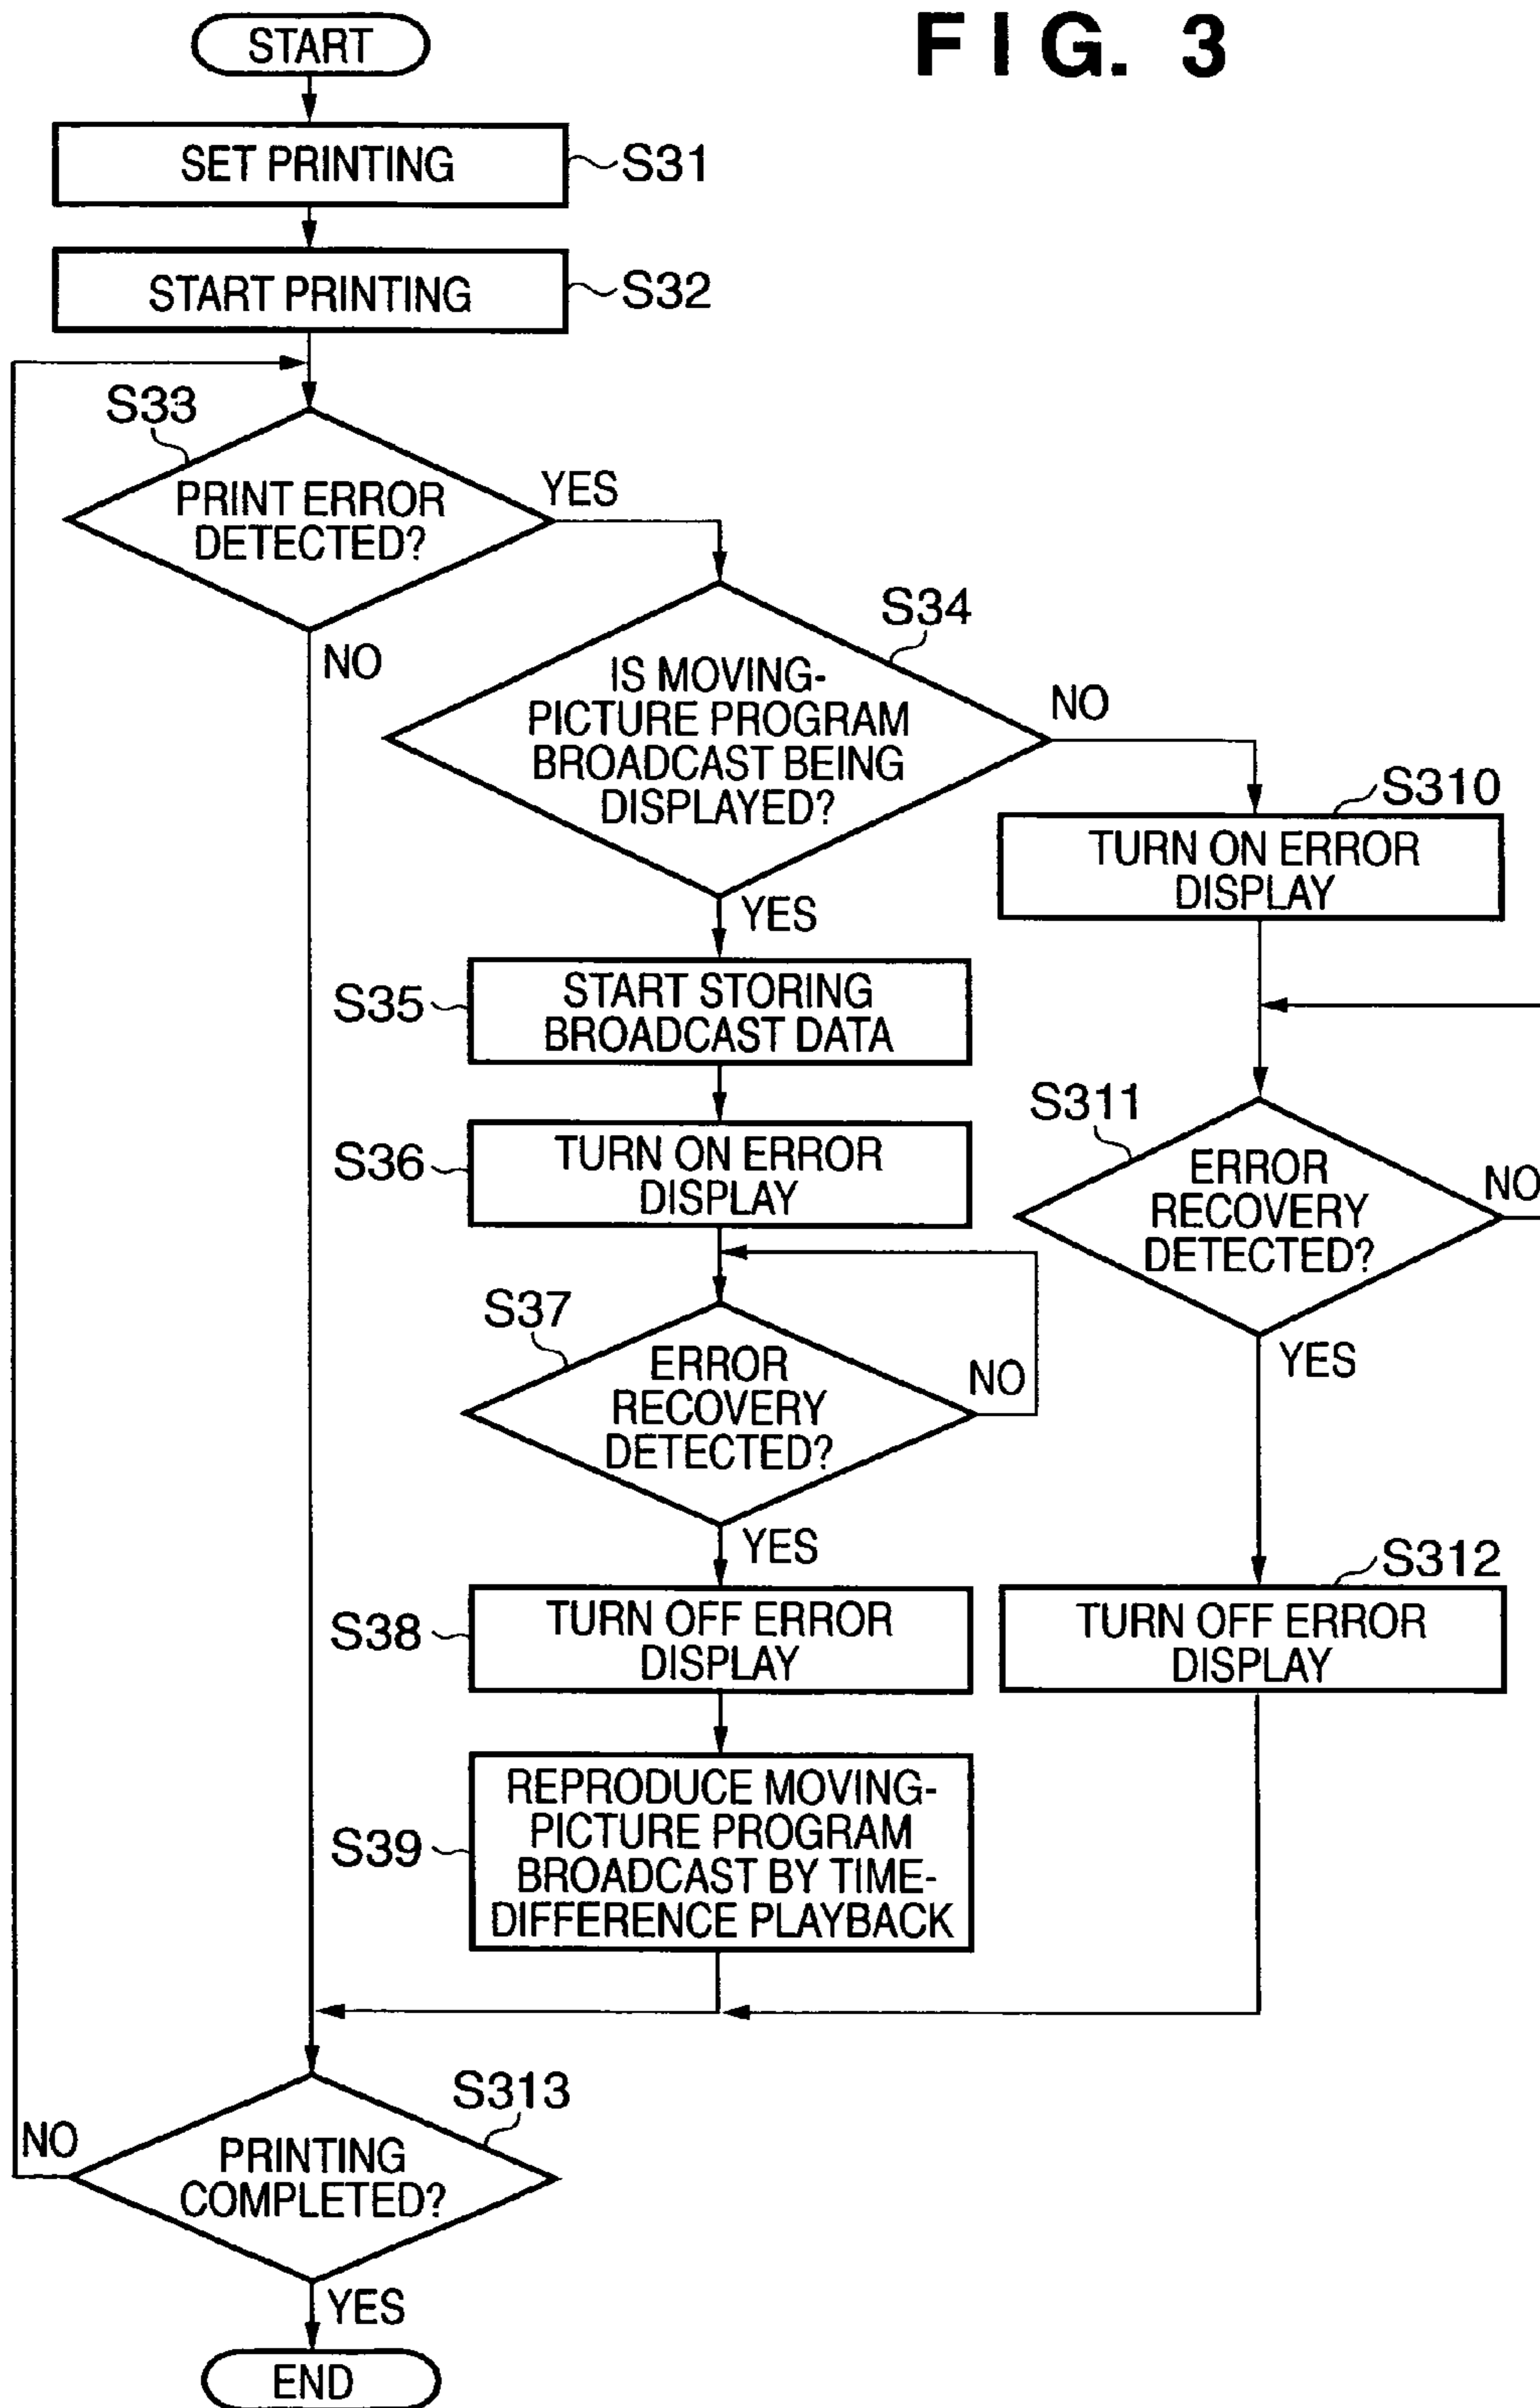 FIG. 3
START
SET PRINTING
S31
START PRINTING
S32
S33
PRINT ERROR
DETECTED?
YES
NO
S34
IS MOVING-
PICTURE PROGRAM
BROADCAST BEING
DISPLAYED?
NO
YES
S310
TURN ON ERROR
DISPLAY
S35
START STORING
BROADCAST DATA
S36
TURN ON ERROR
DISPLAY
S311
ERROR
RECOVERY
DETECTED?
NO
YES
S37
ERROR
RECOVERY
DETECTED?
NO
YES
S38
TURN OFF ERROR
DISPLAY
S312
TURN OFF ERROR
DISPLAY
S39
REPRODUCE MOVING-
PICTURE PROGRAM
BROADCAST BY TIME-
DIFFERENCE PLAYBACK
S313
PRINTING
COMPLETED?
NO
YES
END